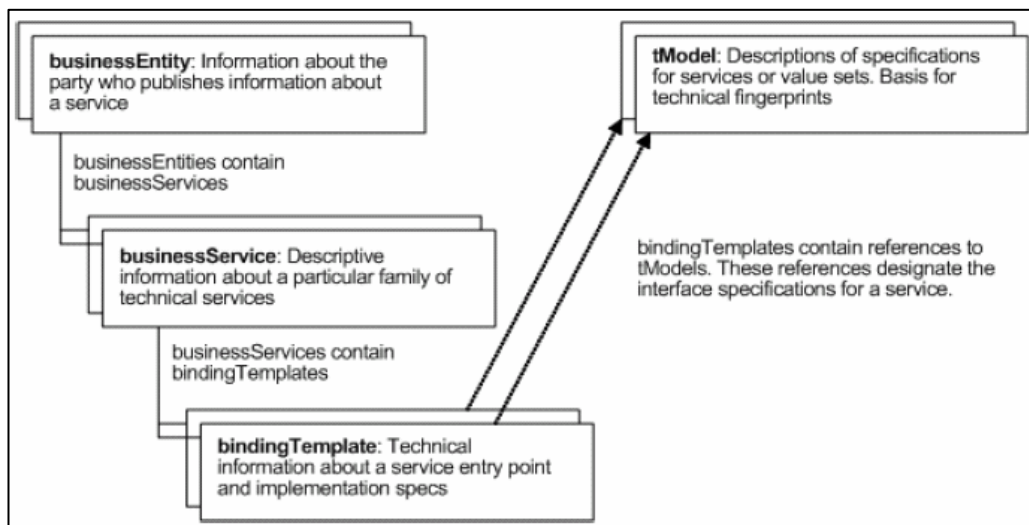 businessEntity: Information about the
party who publishes information about
a service
tModel: Descriptions of specifications
for services or value sets. Basis for
technical fingerprints
businessEntities contain
businessServices
businessService: Descriptive
information about a particular family of
technical services
bindingTemplates contain references to
tModels. These references designate the
interface specifications for a service.
businessServices contain
bindingTemplates
bindingTemplate: Technical
information about a service entry point
and implementation specs